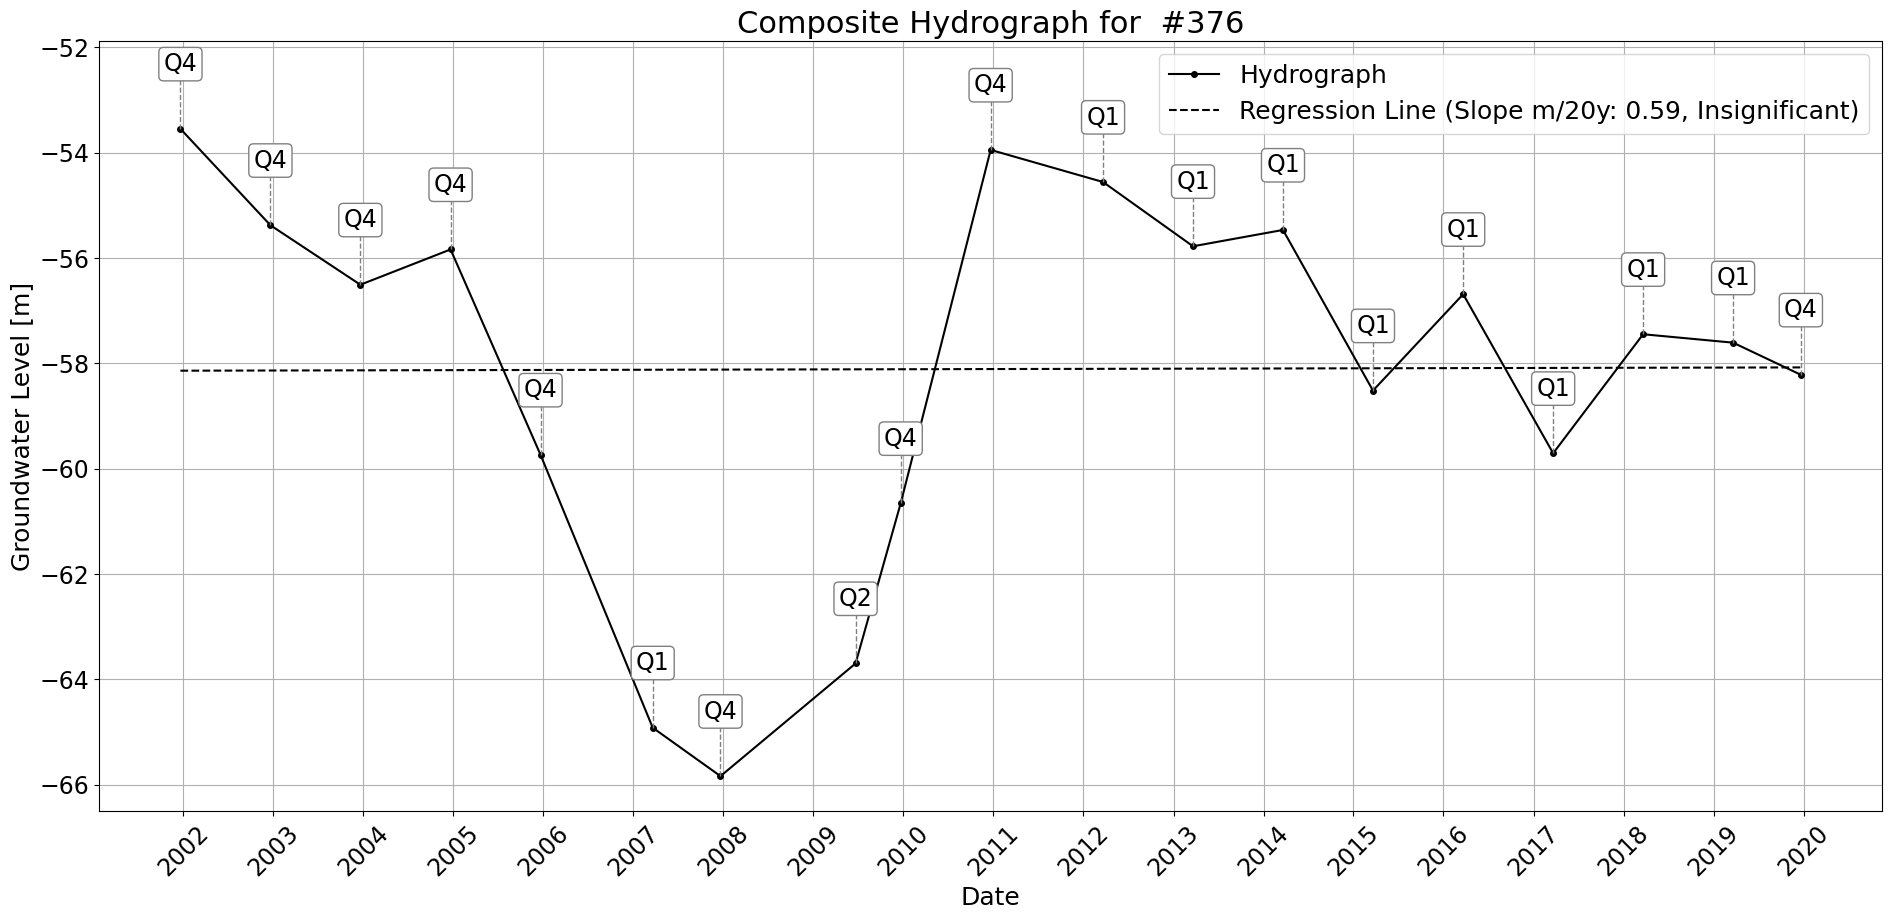 Composite Hydrograph for  #376
Hydrograph
Regression Line (Slope m/20y: 0.59, Insignificant)
Groundwater Level [m]
−52
−54
−56
−58
−60
−62
−64
−66
Q4
Q4
Q4
Q4
Q4
Q1
Q4
Q2
Q4
Q4
Q1
Q1
Q1
Q1
Q1
Q1
Q1
Q1
Q4
2002
2003
2004
2005
2006
2007
2008
2009
2010
2011
2012
2013
2014
2015
2016
2017
2018
2019
2020
Date